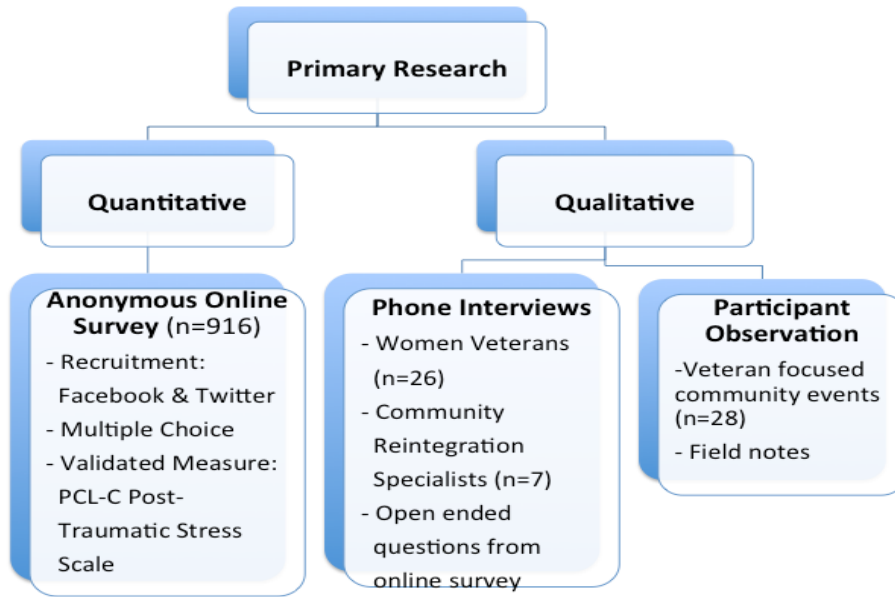 Primary Research
Quantitative
Qualitative
Anonymous Online
Survey (n=916)
- Recruitment:
Facebook & Twitter
- Multiple Choice
- Validated Measure:
PCL-C Post-
Traumatic Stress
Scale
Phone Interviews
- Women Veterans
(n=26)
- Community
Reintegration
Specialists (n=7)
- Open ended
questions from
online survey
Participant
Observation
-Veteran focused
community events
(n=28)
- Field notes